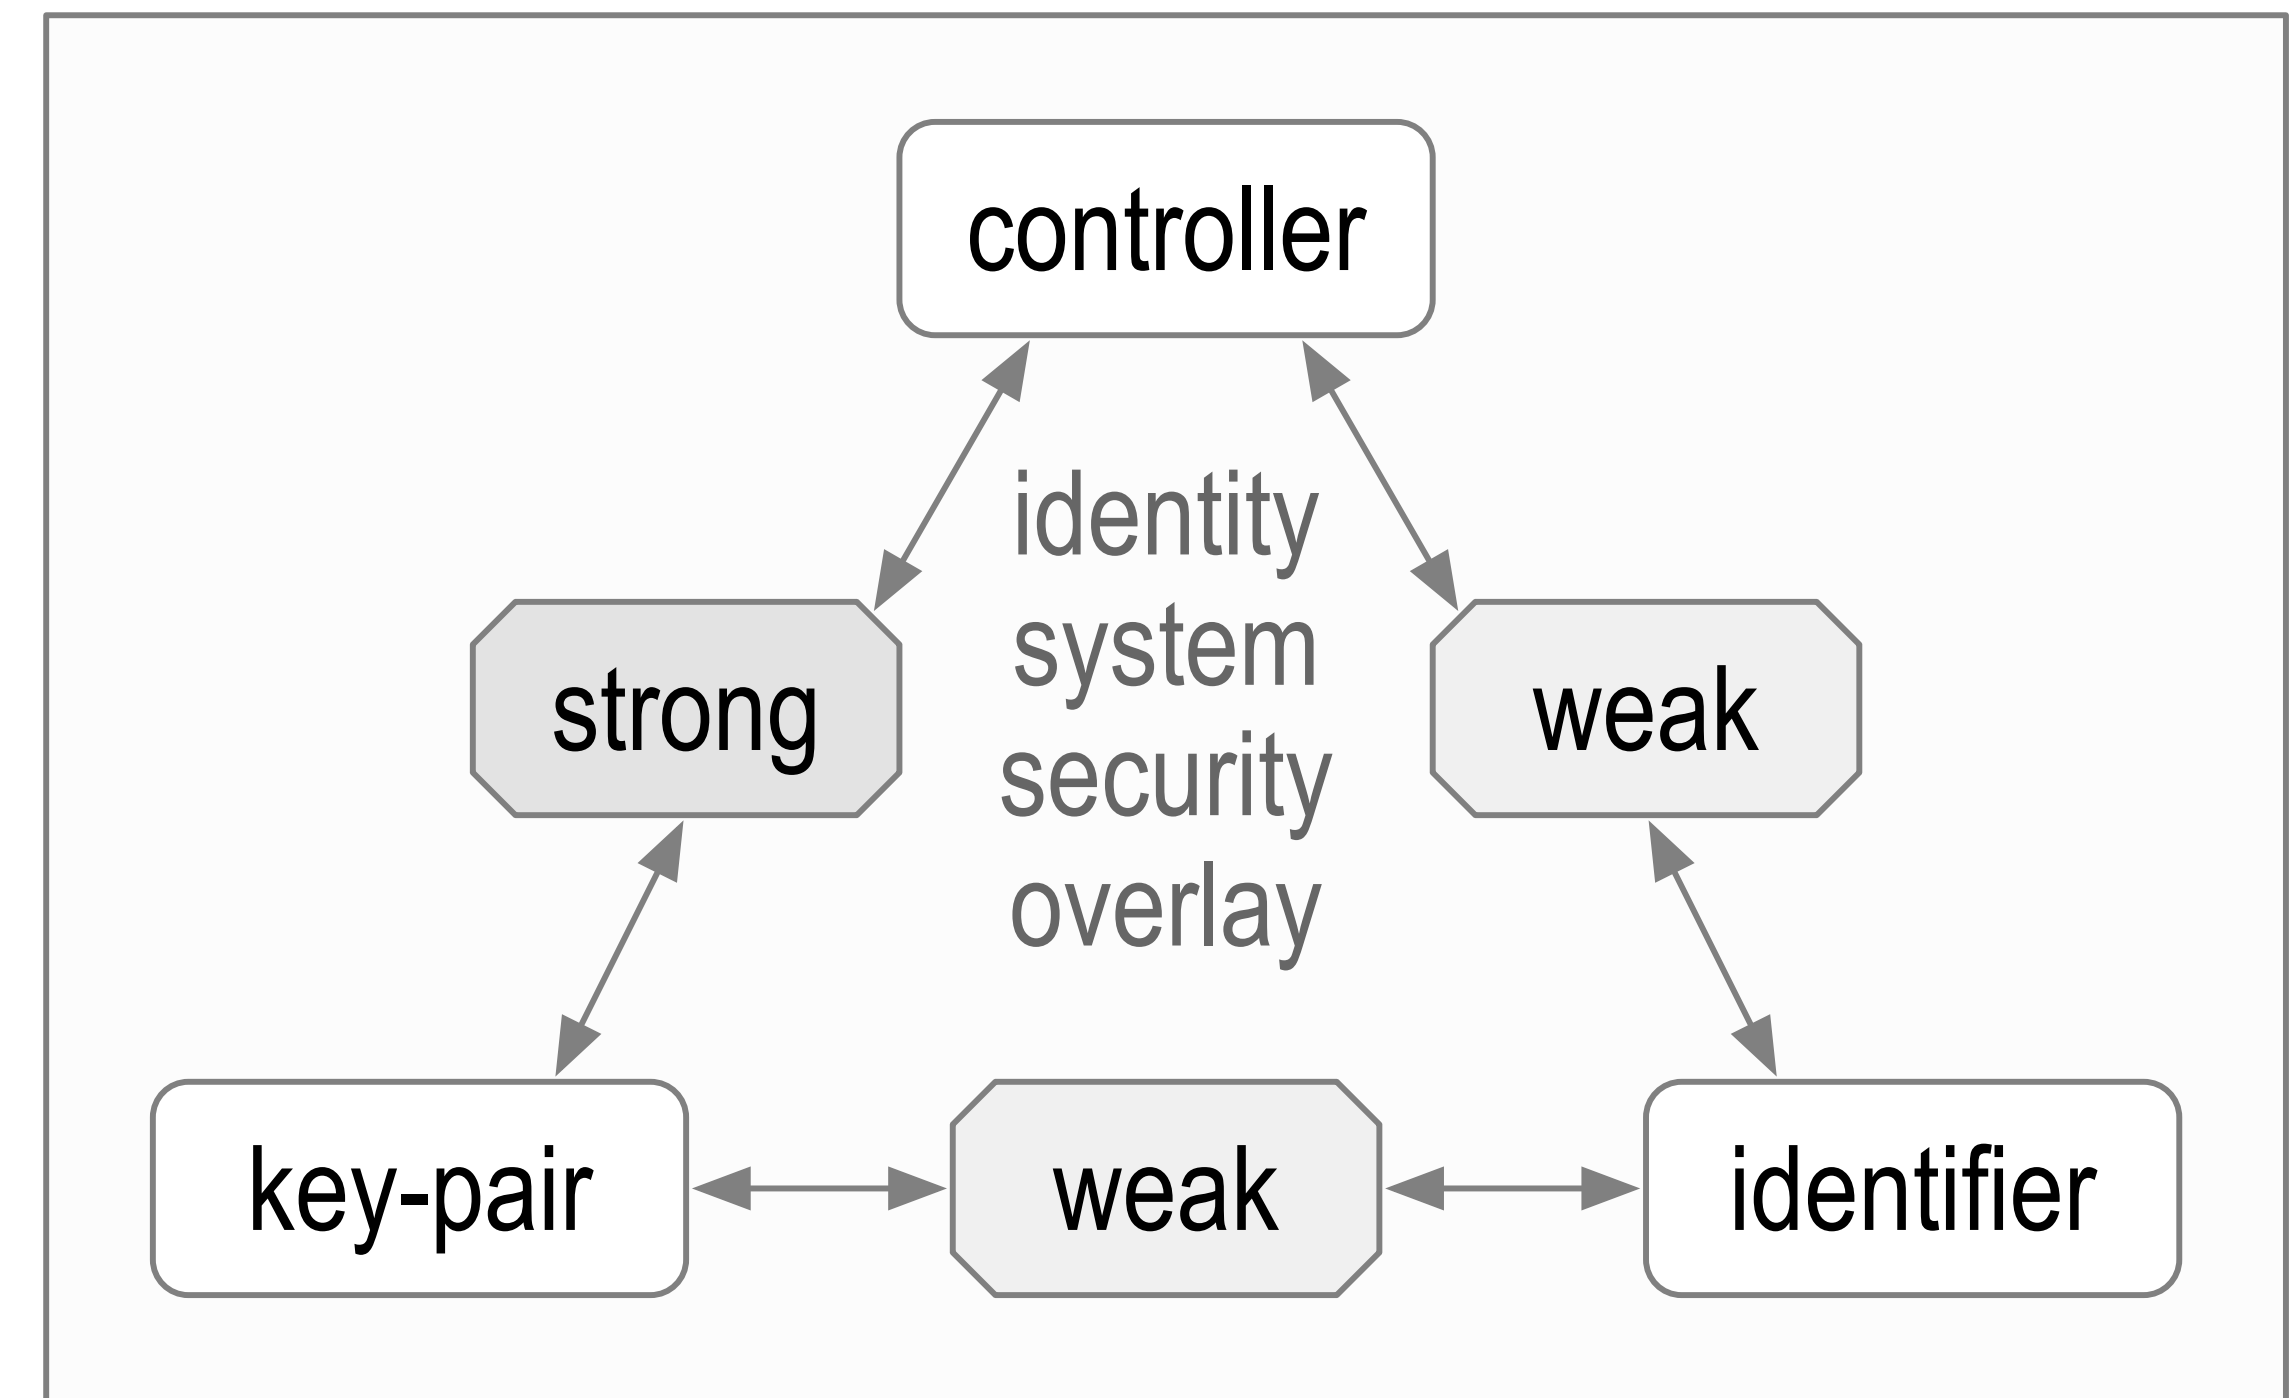 controller
identity
system
security
overlay
strong
weak
key-pair
weak
identifier